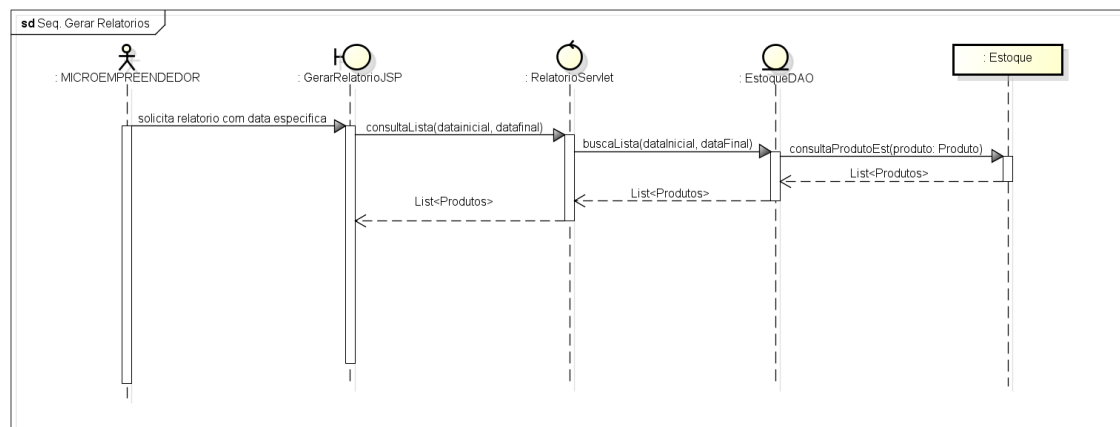 sd Seq. Gerar Relatorios
: MICROEMPREENDEDOR
: GerarRelatorioJSP
: RelatorioServlet
: EstoqueDAO
: Estoque
solicita relatorio com data especifica
consultaLista(datainicial, datafinal)
buscaLista(dataInicial, dataFinal)
consultaProdutoEst(produto: Produto)
List<Produtos>
List<Produtos>
List<Produtos>